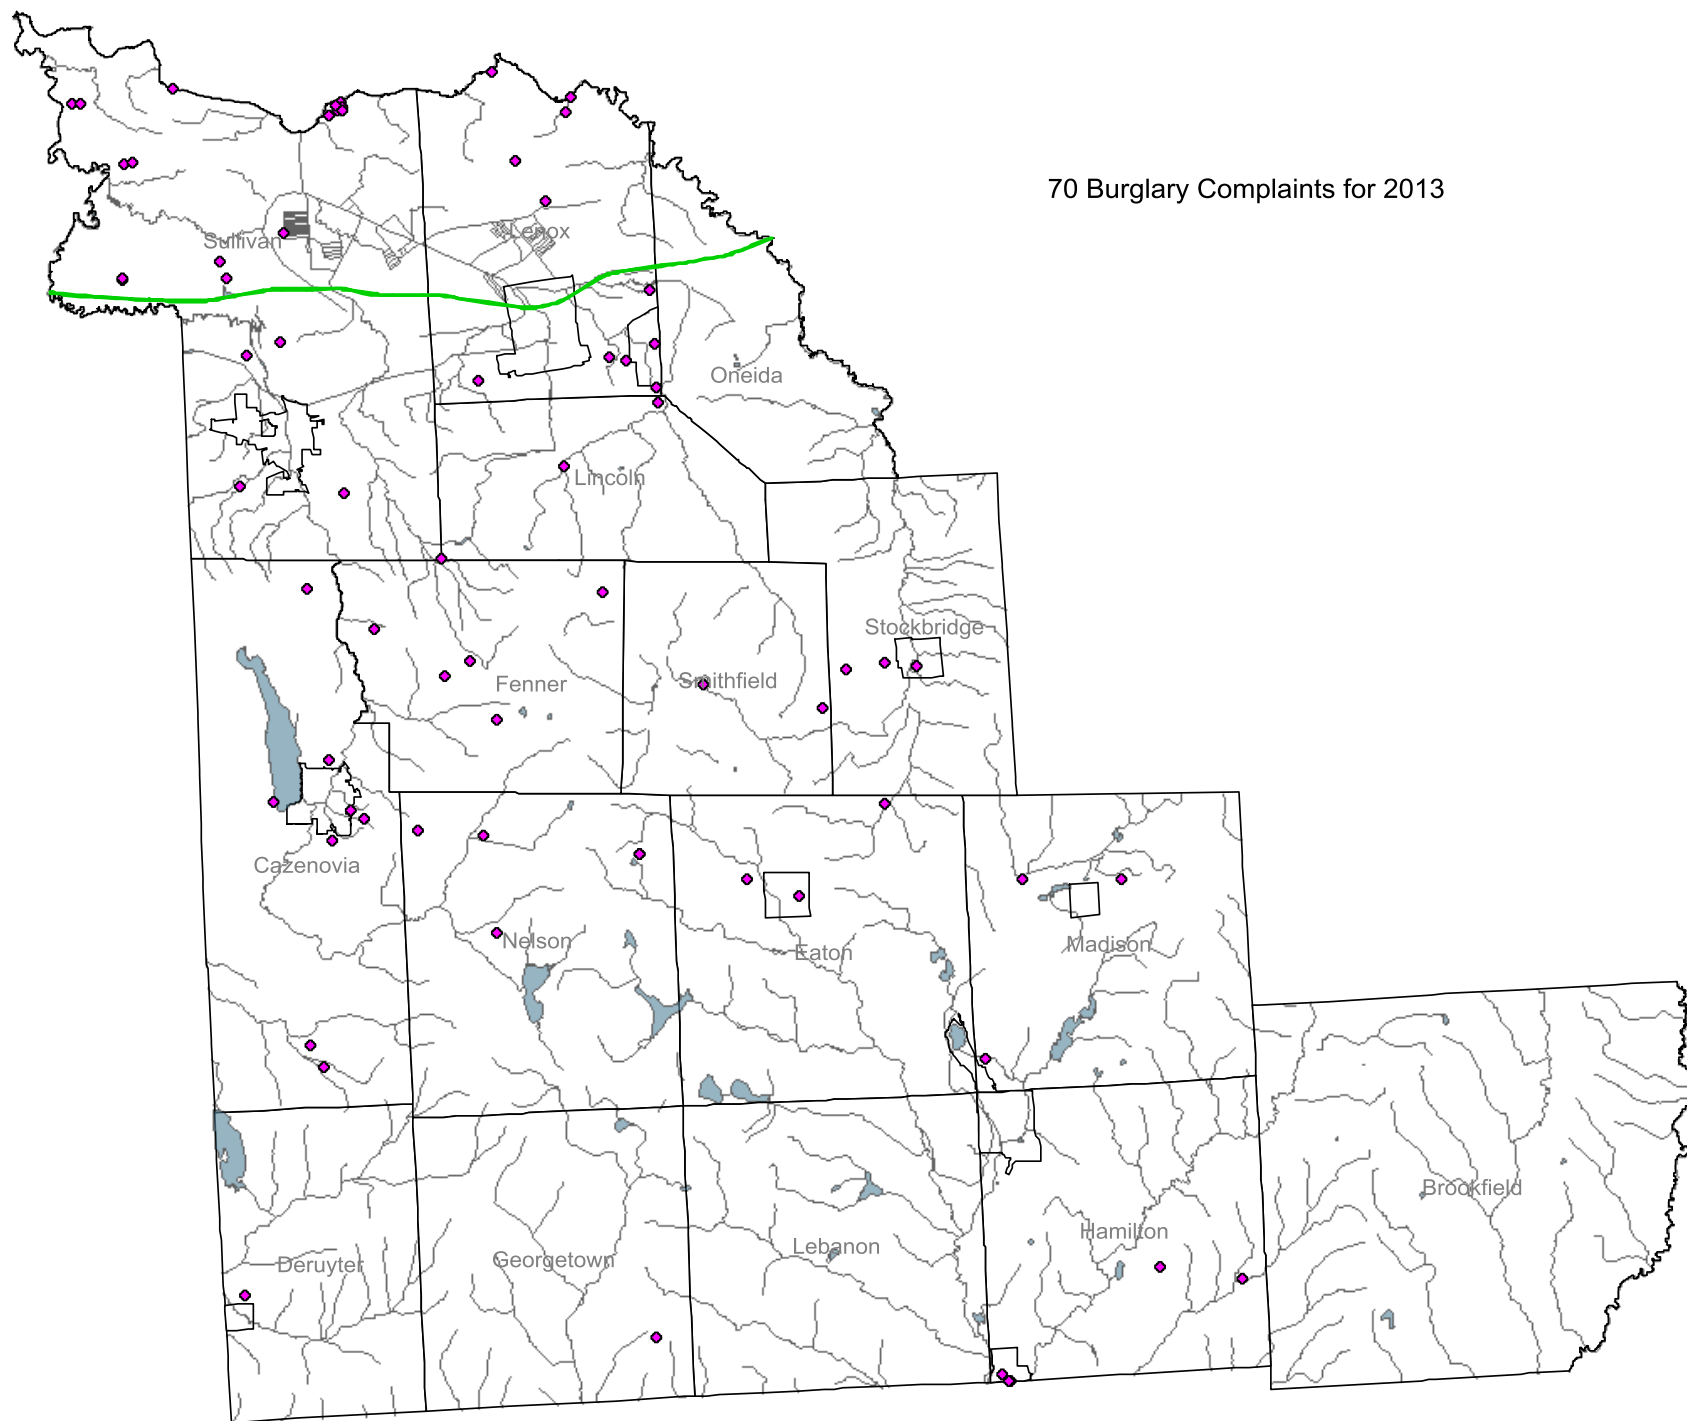 70 Burglary Complaints for 2013
Sullivan
Lenox
Oneida
Lincoln
Stockbridge
Fenner
Smithfield
Cazenovia
Nelson
Eaton
Madison
Brookfield
Hamilton
Lebanon
Georgetown
Deruyter